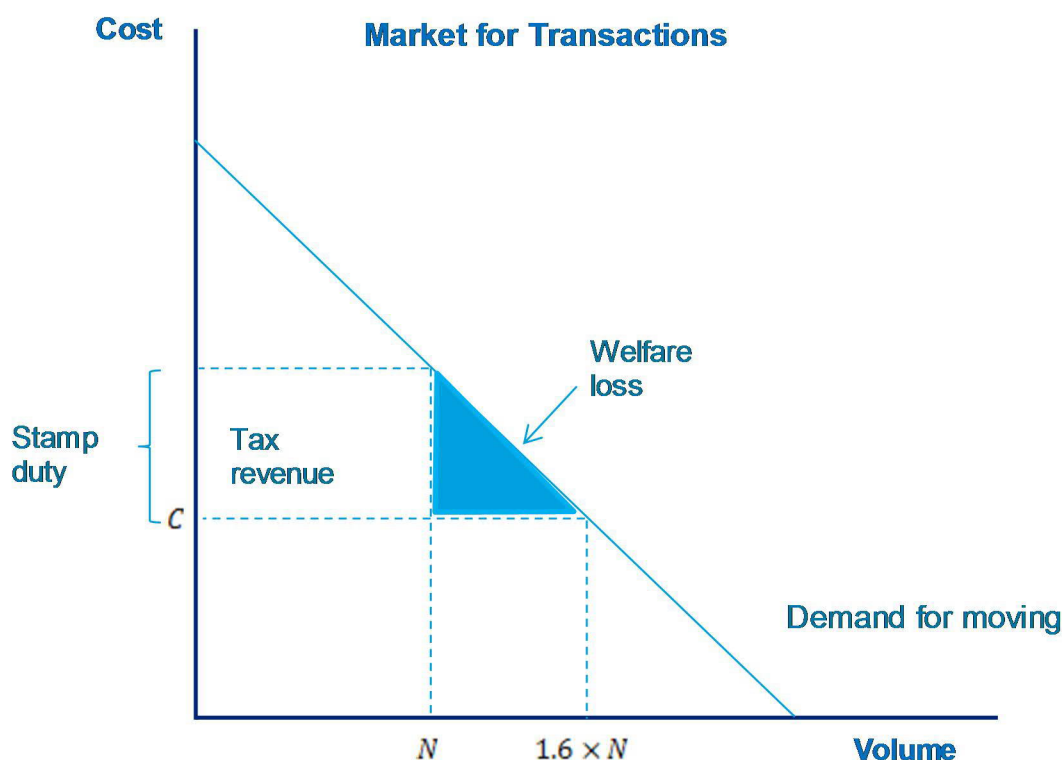 Cost
Market for Transactions
Welfare
loss
Stamp
duty
Tax
revenue
C
Demand for moving
N
1.6 × N
Volume